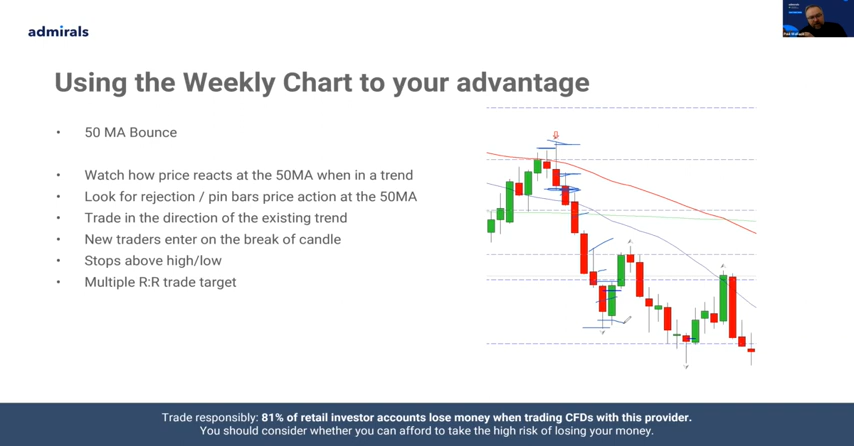 admirals
Using the Weekly Chart to your advantage
• 50 MA Bounce
• Watch how price reacts at the 50MA when in a trend
• Look for rejection / pin bars price action at the 50MA
• Trade in the direction of the existing trend
• New traders enter on the break of candle
• Stops above high/low
• Multiple R:R trade target
Trade responsibly: 81% of retail investor accounts lose money when trading CFDs with this provider.
You should consider whether you can afford to take the high risk of losing your money.